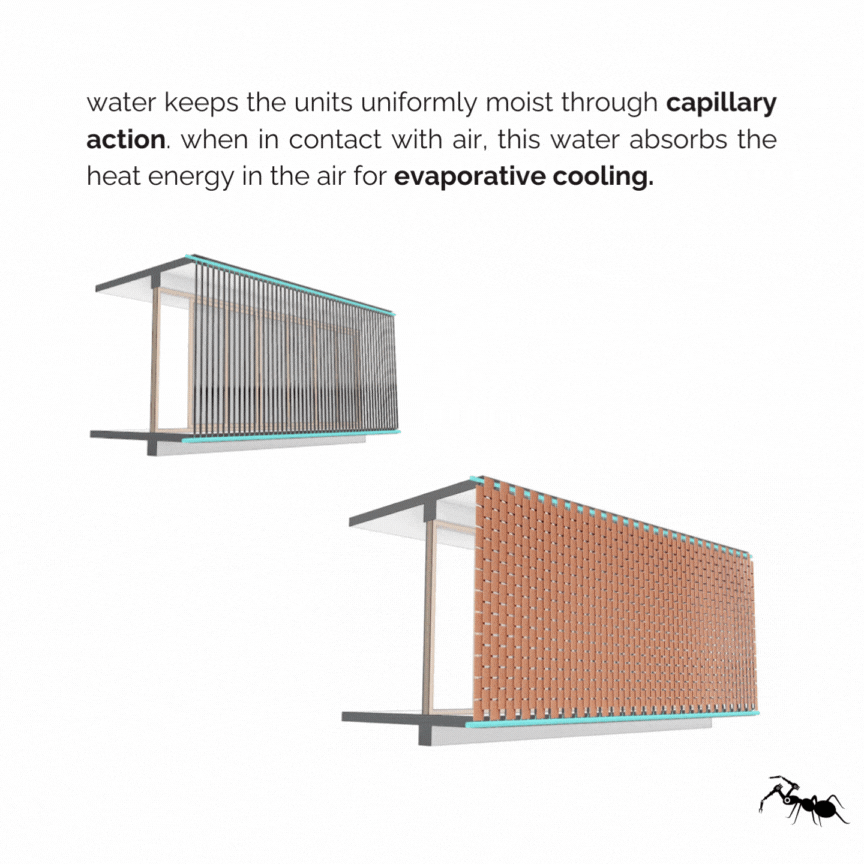 water keeps the units uniformly moist through capillary
action. when in contact with air, this water absorbs the
heat energy in the air for evaporative cooling.